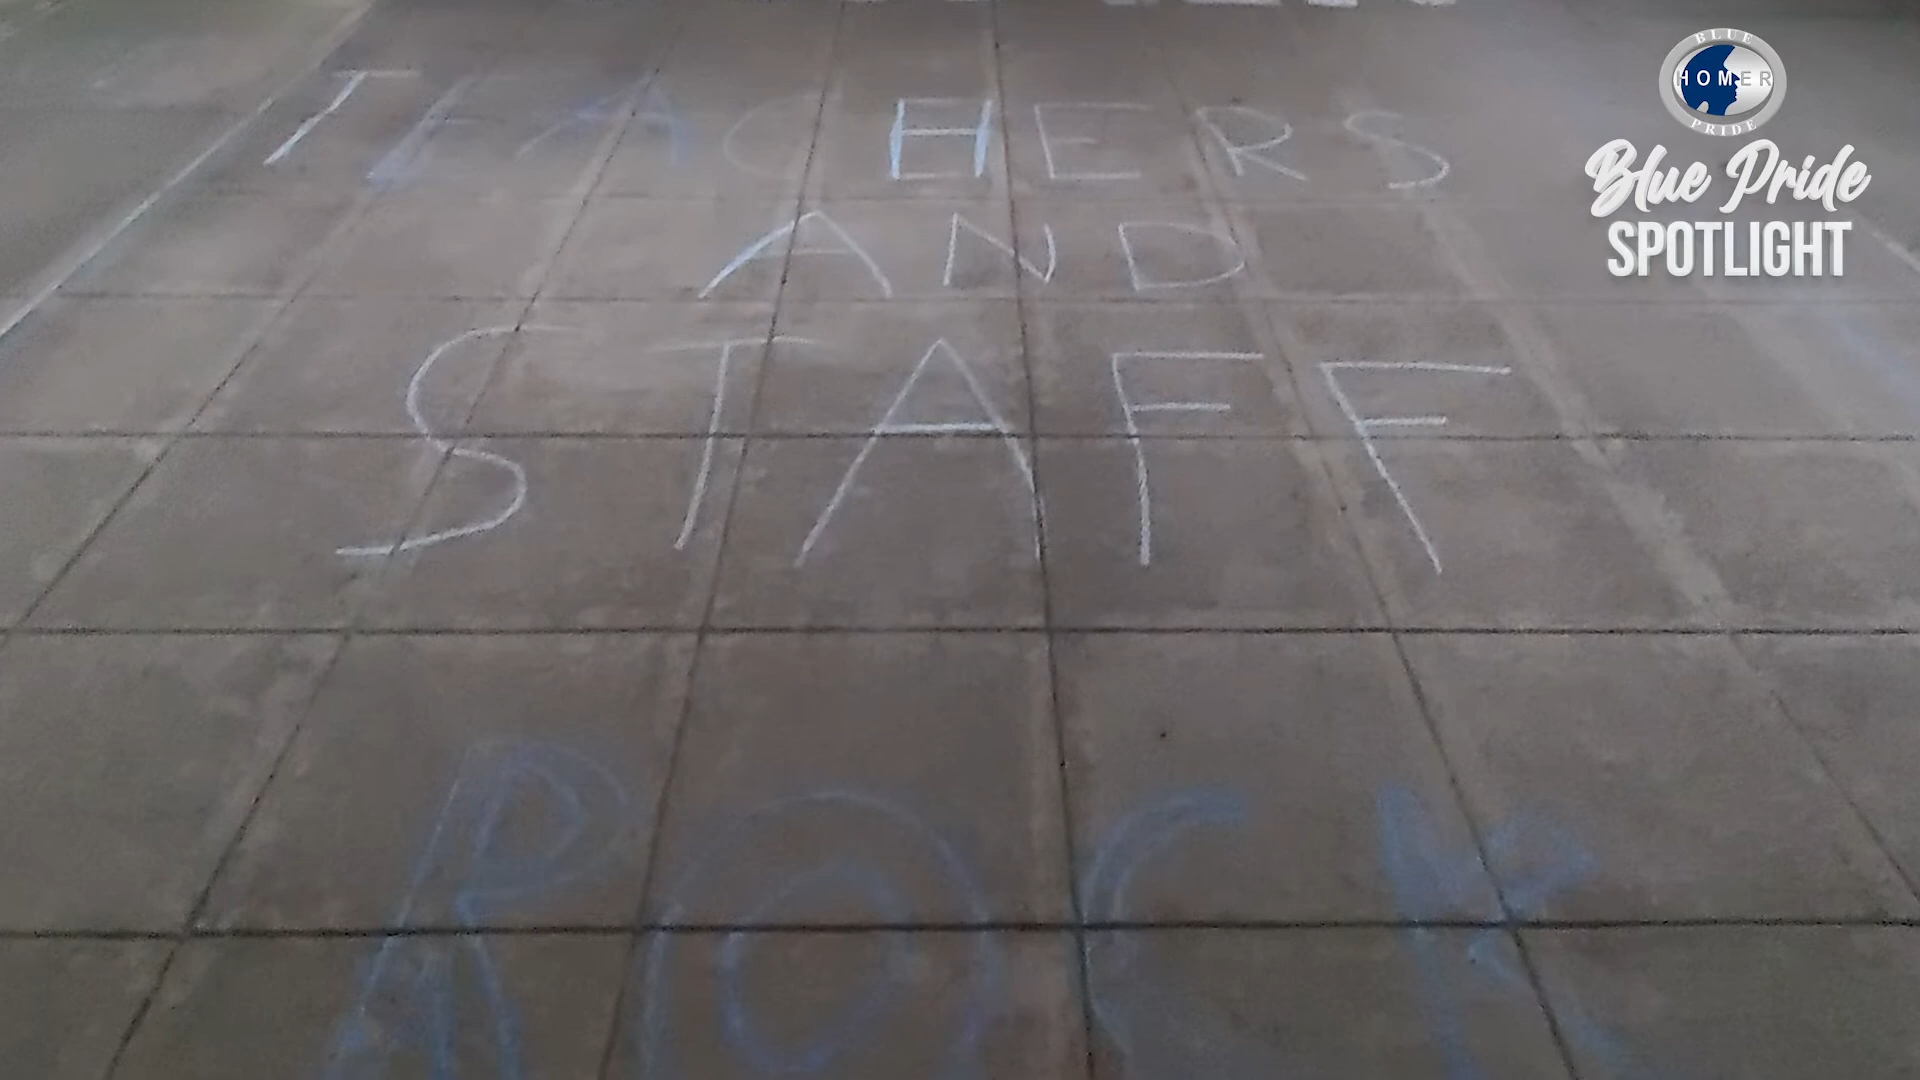 BLUE
HOMER
PRIDE
Blue Pride
SPOTLIGHT
TEACHERS
AND
STAFF
ROCK